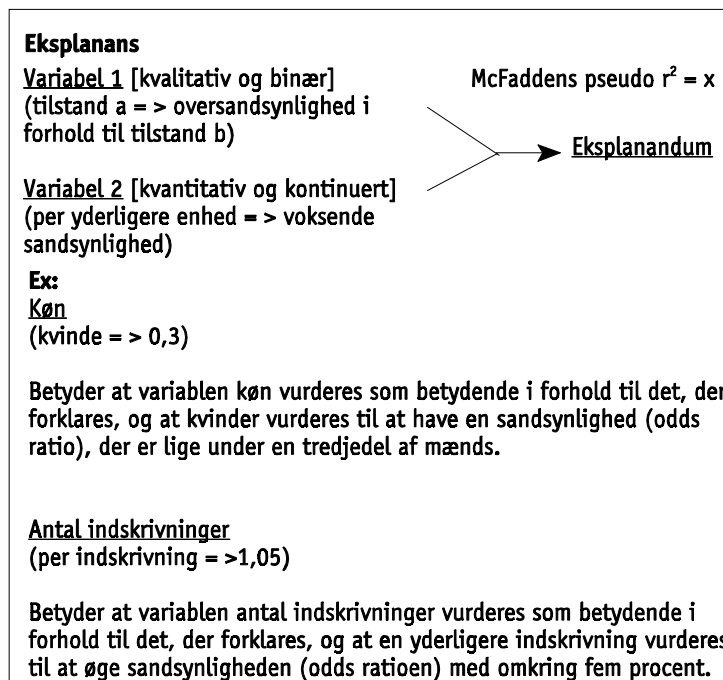 Eksplanans
Variabel 1 [kvalitativ og binær]
(tilstand a = > oversandsynlighed i
forhold til tilstand b)
McFaddens pseudo r² = x
Eksplanandum
Variabel 2 [kvantitativ og kontinuert]
(per yderligere enhed = > voksende
sandsynlighed)
Ex:
Køn
(kvinde = > 0,3)
Betyder at variablen køn vurderes som betydende i forhold til det, der
forklares, og at kvinder vurderes til at have en sandsynlighed (odds
ratio), der er lige under en tredjedel af mænds.
Antal indskrivninger
(per indskrivning = >1,05)
Betyder at variablen antal indskrivninger vurderes som betydende i
forhold til det, der forklares, og at en yderligere indskrivning vurderes
til at øge sandsynligheden (odds ratioen) med omkring fem procent.